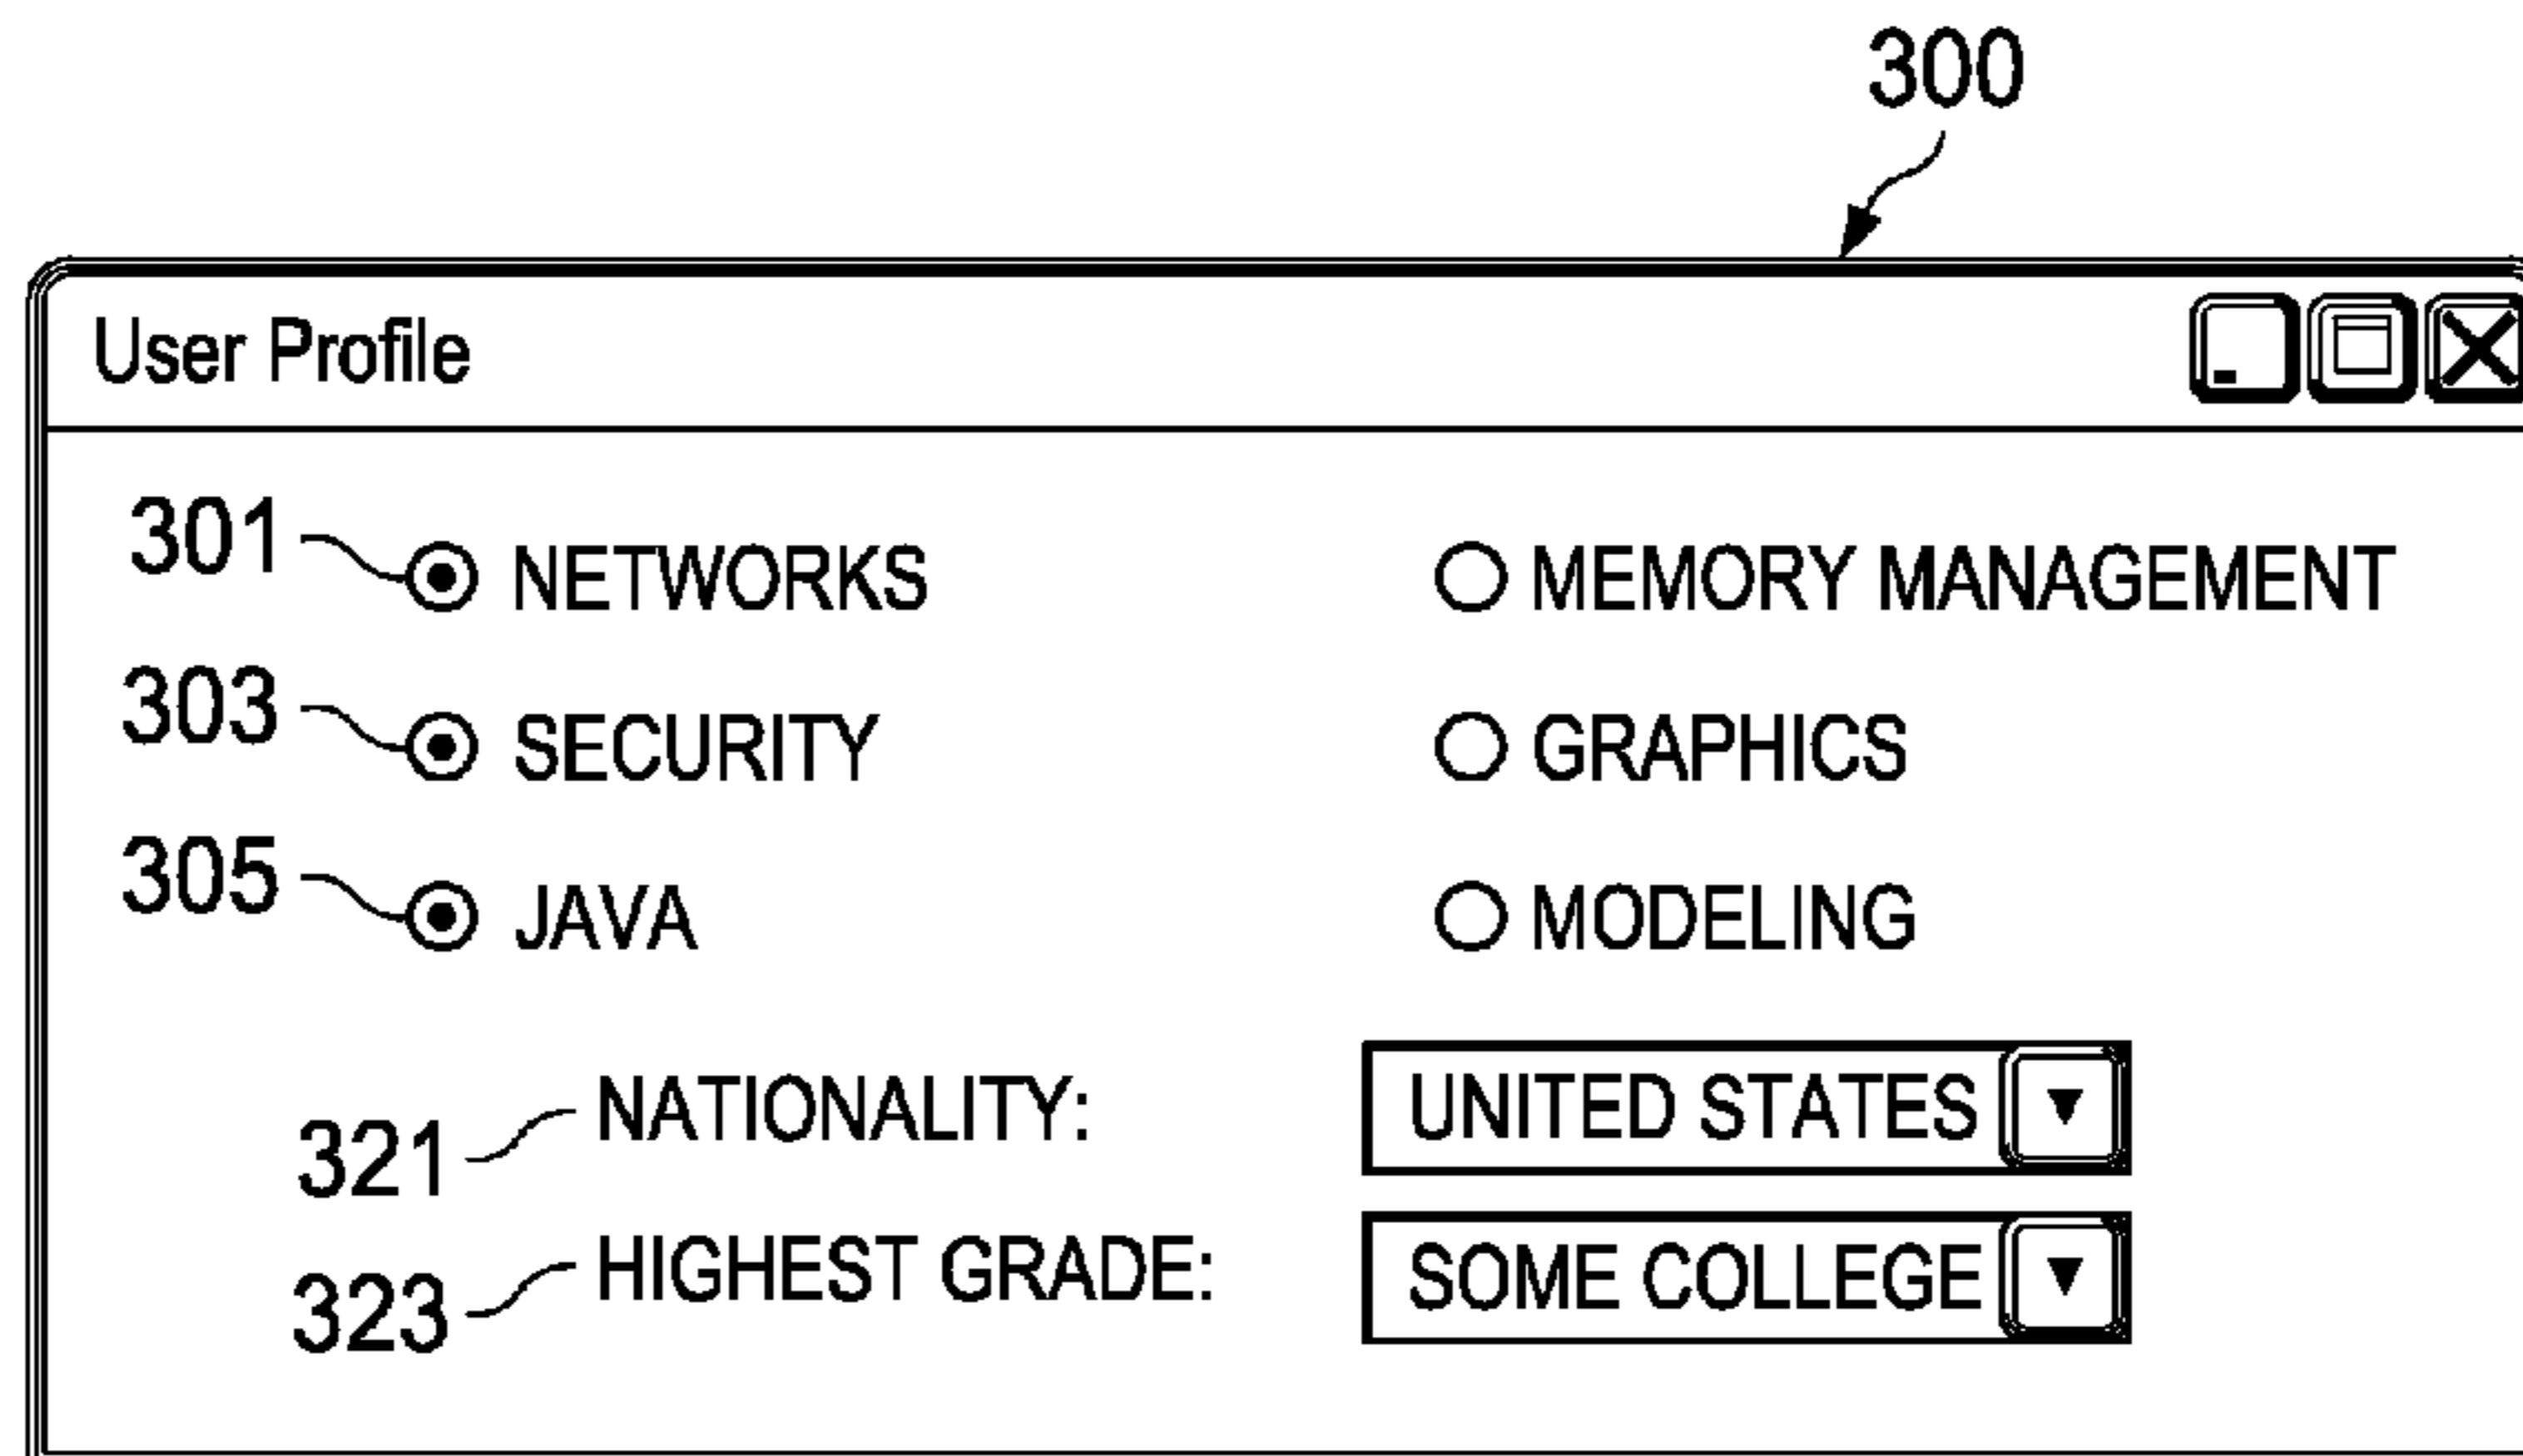 300
User Profile
301 NETWORKS MEMORY MANAGEMENT
303 SECURITY GRAPHICS
305 JAVA MODELING
321 NATIONALITY: UNITED STATES
323 HIGHEST GRADE: SOME COLLEGE